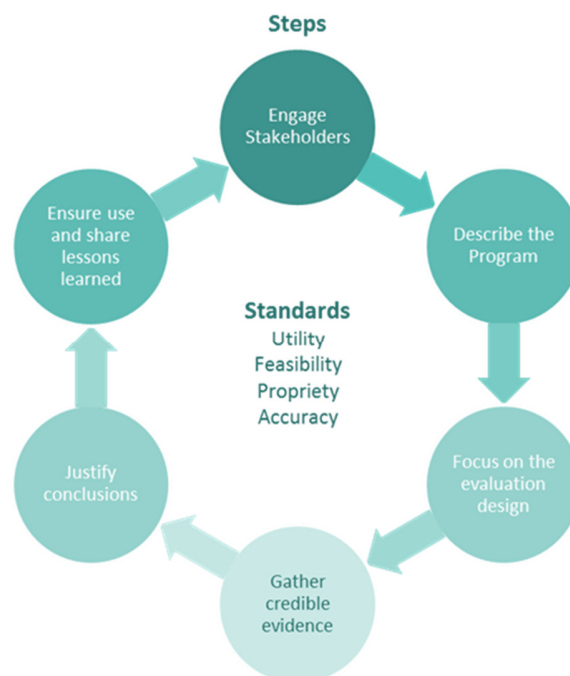 Steps
Engage
Stakeholders
Describe the
Program
Focus on the
evaluation
design
Gather
credible
evidence
Justify
conclusions
Ensure use
and share
lessons
learned
Standards
Utility
Feasibility
Propriety
Accuracy